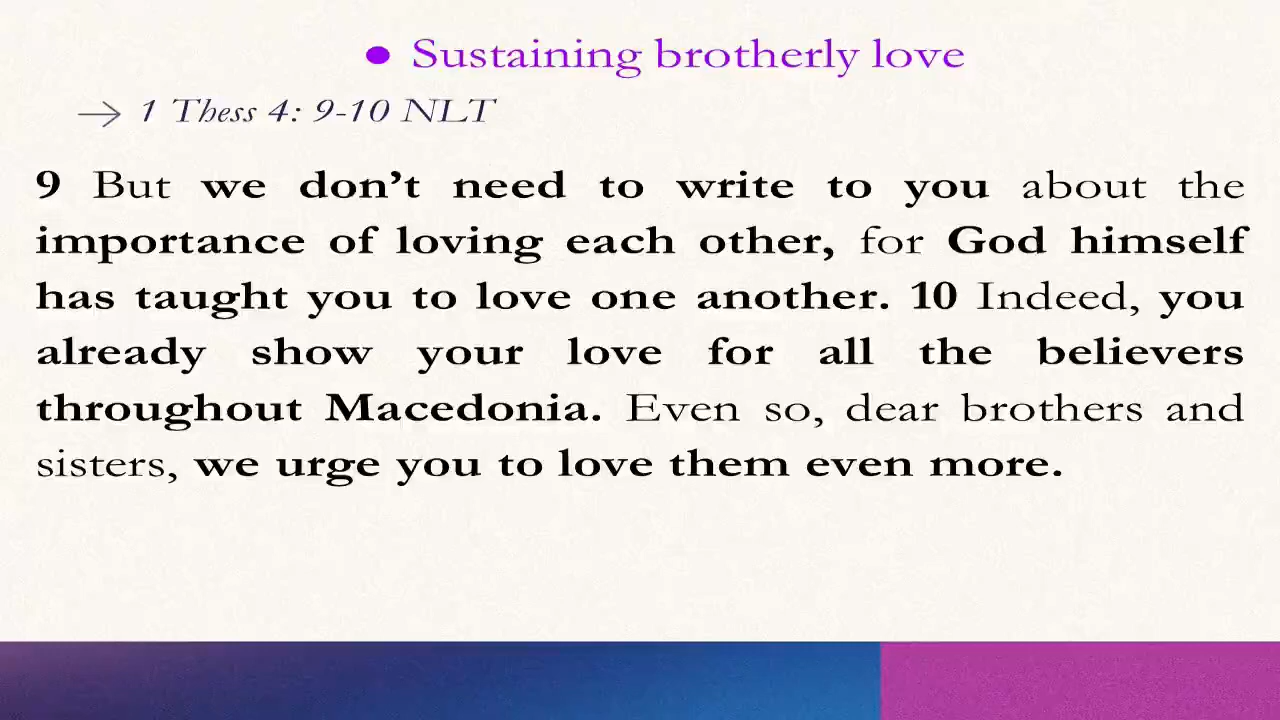 ● Sustaining brotherly love
→ 1 Thess 4: 9-10 NLT
9 But we don’t need to write to you about the
importance of loving each other, for God himself
has taught you to love one another. 10 Indeed, you
already show your love for all the believers
throughout Macedonia. Even so, dear brothers and
sisters, we urge you to love them even more.